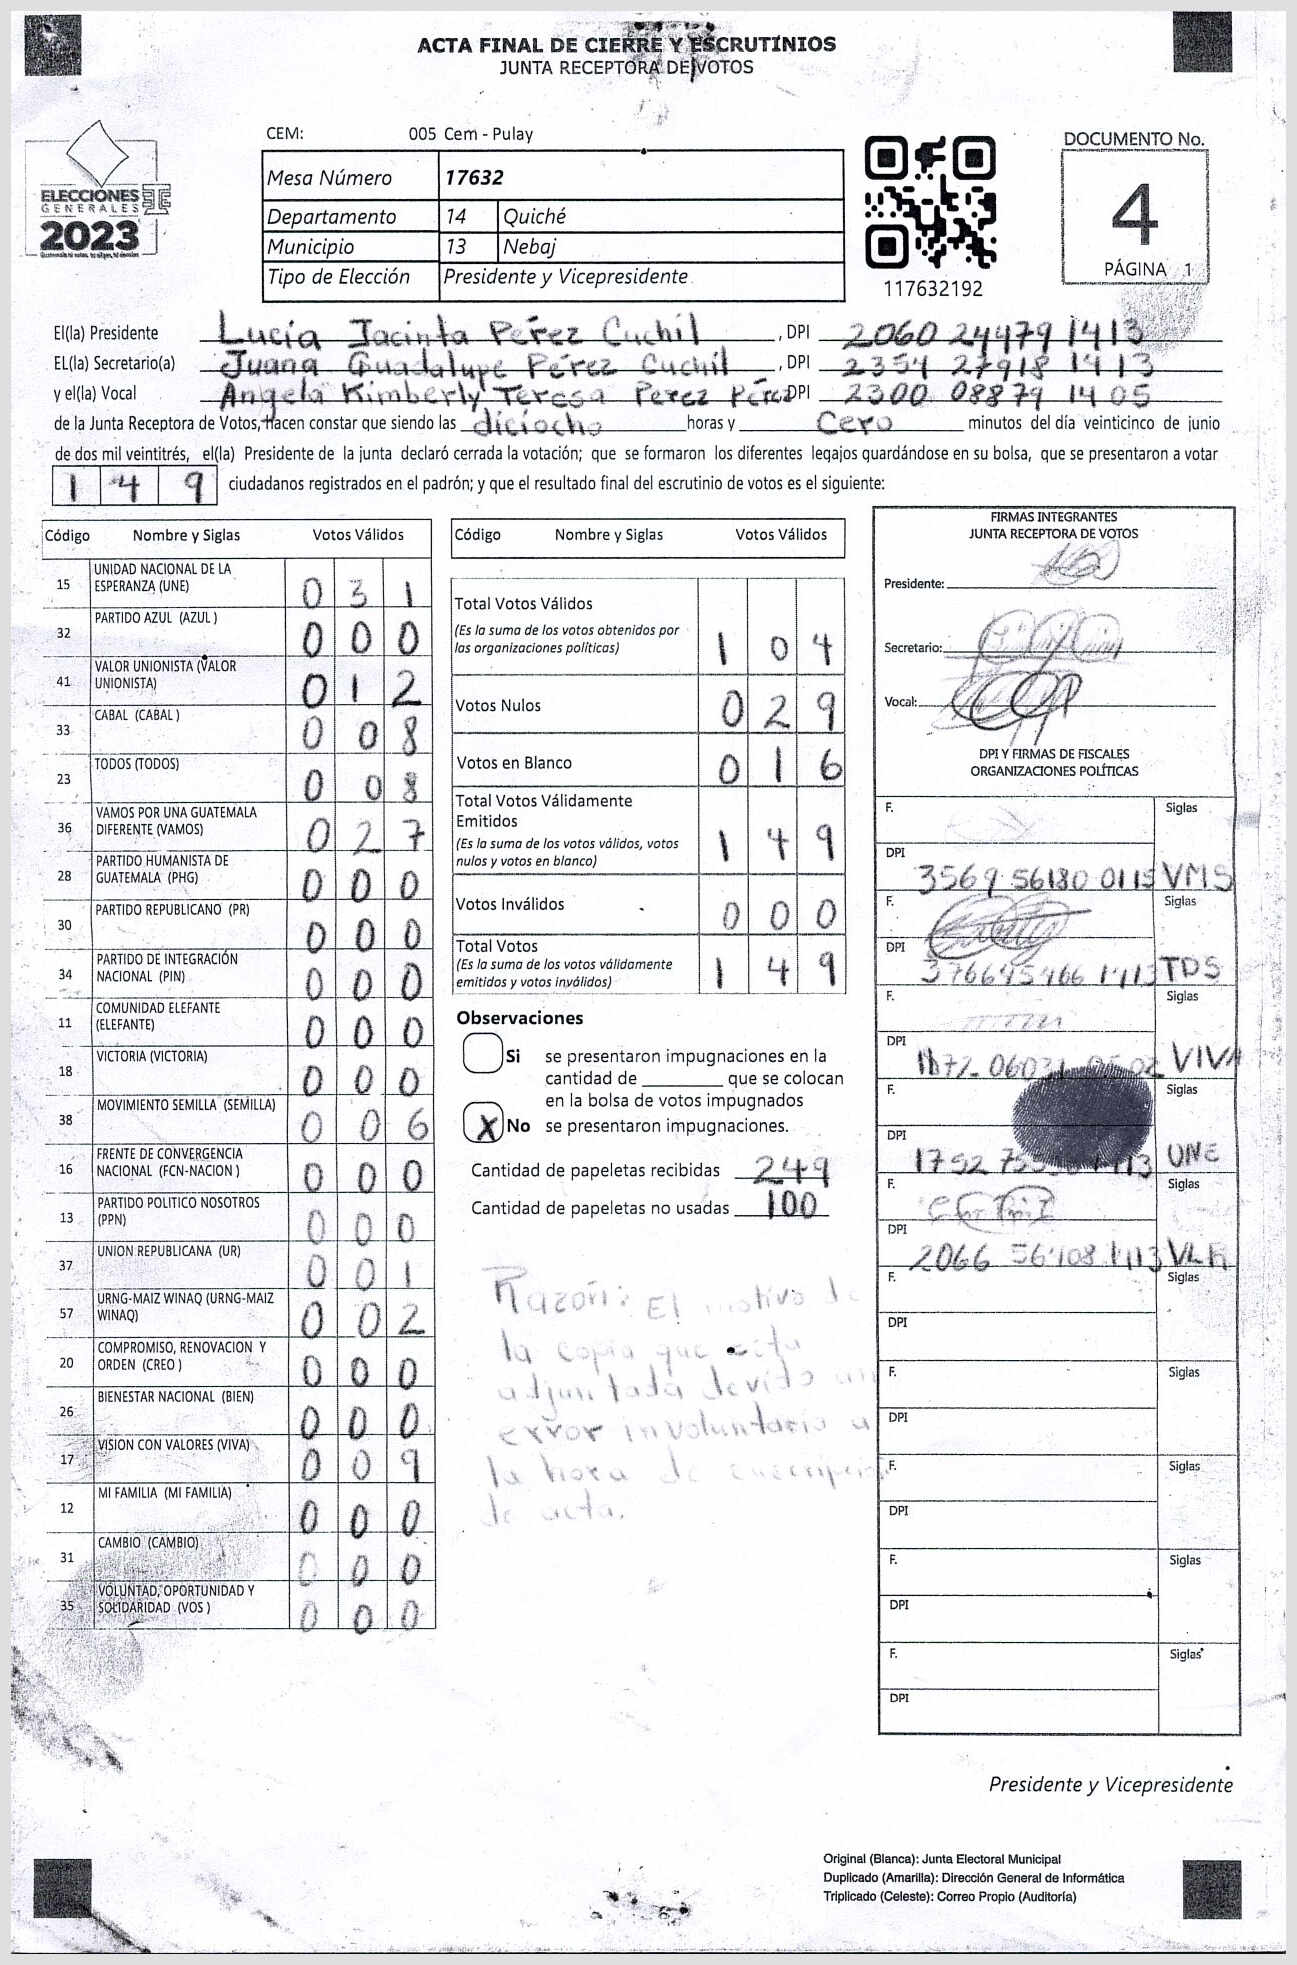 ACTA FINAL DE CIERRE Y ESCRUTINIOS
JUNTA RECEPTORA DE VOTOS
ELECCIONES
GENERALES
2023
CEM: 005 Cem - Pulay
Mesa Número 17632
Departamento 14 Quiché
Municipio 13 Nebaj
Tipo de Elección Presidente y Vicepresidente
117632192
DOCUMENTO No.
4
PÁGINA 1
El(la) Presidente Lucía Jacinta Pérez Cuchil, DPI 2060 24479 1413
EL(la) Secretario(a) Juana Guadalupe Pérez Cuchil, DPI 2354 27918 1413
y el(la) Vocal Angela Kimberly Teresa Perez Pérez DPI 2300 08879 1405
de la Junta Receptora de Votos, hacen constar que siendo las diciocho horas y Cero minutos del día veinticinco de junio
de dos mil veintitrés, el(la) Presidente de la junta declaró cerrada la votación; que se formaron los diferentes legajos guardándose en su bolsa, que se presentaron a votar
1 4 9 ciudadanos registrados en el padrón; y que el resultado final del escrutinio de votos es el siguiente:
Código Nombre y Siglas Votos Válidos
15 UNIDAD NACIONAL DE LA
ESPERANZA (UNE) 0 3 1
32 PARTIDO AZUL (AZUL ) 0 0 0
41 VALOR UNIONISTA (VALOR
UNIONISTA) 0 1 2
33 CABAL (CABAL ) 0 0 8
23 TODOS (TODOS) 0 0 8
36 VAMOS POR UNA GUATEMALA
DIFERENTE (VAMOS) 0 2 7
28 PARTIDO HUMANISTA DE
GUATEMALA (PHG) 0 0 0
30 PARTIDO REPUBLICANO (PR) 0 0 0
34 PARTIDO DE INTEGRACIÓN
NACIONAL (PIN) 0 0 0
11 COMUNIDAD ELEFANTE
(ELEFANTE) 0 0 0
18 VICTORIA (VICTORIA) 0 0 0
38 MOVIMIENTO SEMILLA (SEMILLA) 0 0 6
16 FRENTE DE CONVERGENCIA
NACIONAL (FCN-NACION ) 0 0 0
13 PARTIDO POLITICO NOSOTROS
(PPN) 0 0 0
37 UNION REPUBLICANA (UR) 0 0 1
57 URNG-MAIZ WINAQ (URNG-MAIZ
WINAQ) 0 0 2
20 COMPROMISO, RENOVACION Y
ORDEN (CREO ) 0 0 0
26 BIENESTAR NACIONAL (BIEN) 0 0 0
17 VISION CON VALORES (VIVA) 0 0 9
12 MI FAMILIA (MI FAMILIA) 0 0 0
31 CAMBIO (CAMBIO) 0 0 0
35 VOLUNTAD, OPORTUNIDAD Y
SOLIDARIDAD (VOS ) 0 0 0
Código Nombre y Siglas Votos Válidos
Total Votos Válidos
(Es la suma de los votos obtenidos por
las organizaciones políticas) 1 0 4
Votos Nulos 0 2 9
Votos en Blanco 0 1 6
Total Votos Válidamente
Emitidos
(Es la suma de los votos válidos, votos
nulos y votos en blanco) 1 4 9
Votos Inválidos 0 0 0
Total Votos
(Es la suma de los votos válidamente
emitidos y votos inválidos) 1 4 9
Observaciones
Si se presentaron impugnaciones en la
cantidad de ________ que se colocan
en la bolsa de votos impugnados
X No se presentaron impugnaciones.
Cantidad de papeletas recibidas 249
Cantidad de papeletas no usadas 100
Razón: El motivo de
la copia que esta
adjuntada devido un
error involuntario a
la hora de
de acta.
FIRMAS INTEGRANTES
JUNTA RECEPTORA DE VOTOS
Presidente:
Secretario:
Vocal:
DPI Y FIRMAS DE FISCALES
ORGANIZACIONES POLÍTICAS
F. Siglas
DPI 3569 56180 0115 VMS
F. Siglas
DPI 1413 TDS
F. Siglas
DPI VIVA
F. Siglas
DPI 1752 UNE
F. Siglas
DPI 2066 56108 1413
F. Siglas
DPI
F. Siglas
DPI
F. Siglas
DPI
F. Siglas
DPI
F. Siglas
DPI
Presidente y Vicepresidente
Original (Blanca): Junta Electoral Municipal
Duplicado (Amarilla): Dirección General de Informática
Triplicado (Celeste): Correo Propio (Auditoría)